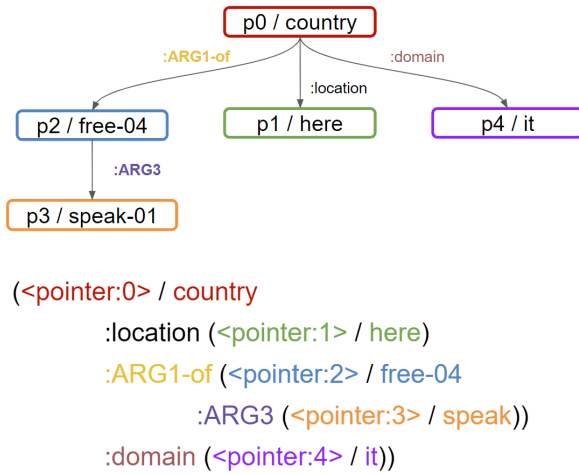 p0 / country
:ARG1-of
:domain
:location
p2 / free-04
p1 / here
p4 / it
:ARG3
p3 / speak-01
(<pointer:0> / country
:location (<pointer:1> / here)
:ARG1-of (<pointer:2> / free-04
:ARG3 (<pointer:3> / speak))
:domain (<pointer:4> / it))